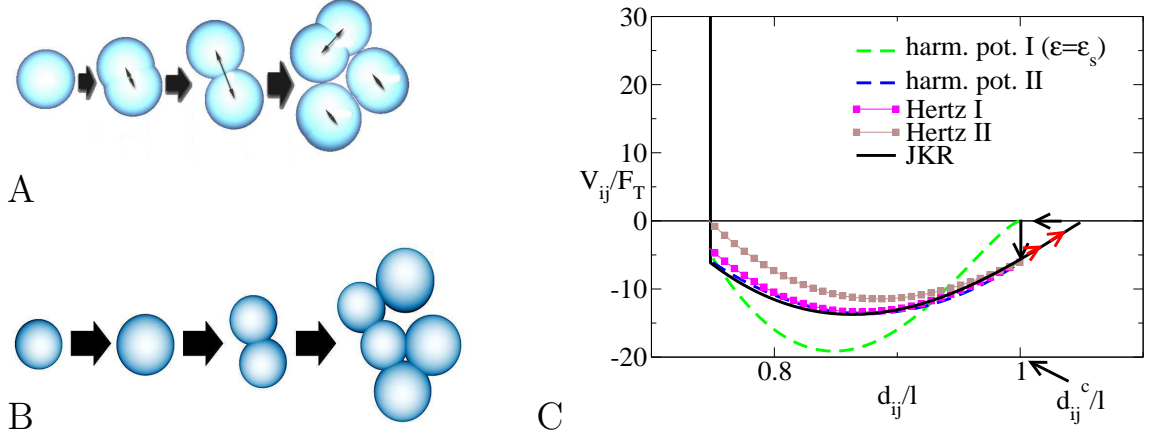 A
B
C
30
20
10
0
-10
-20
V_ij/F_T
harm. pot. I (ε=ε_s)
harm. pot. II
Hertz I
Hertz II
JKR
0.8
1
d_ij/l
d_ij^c/l